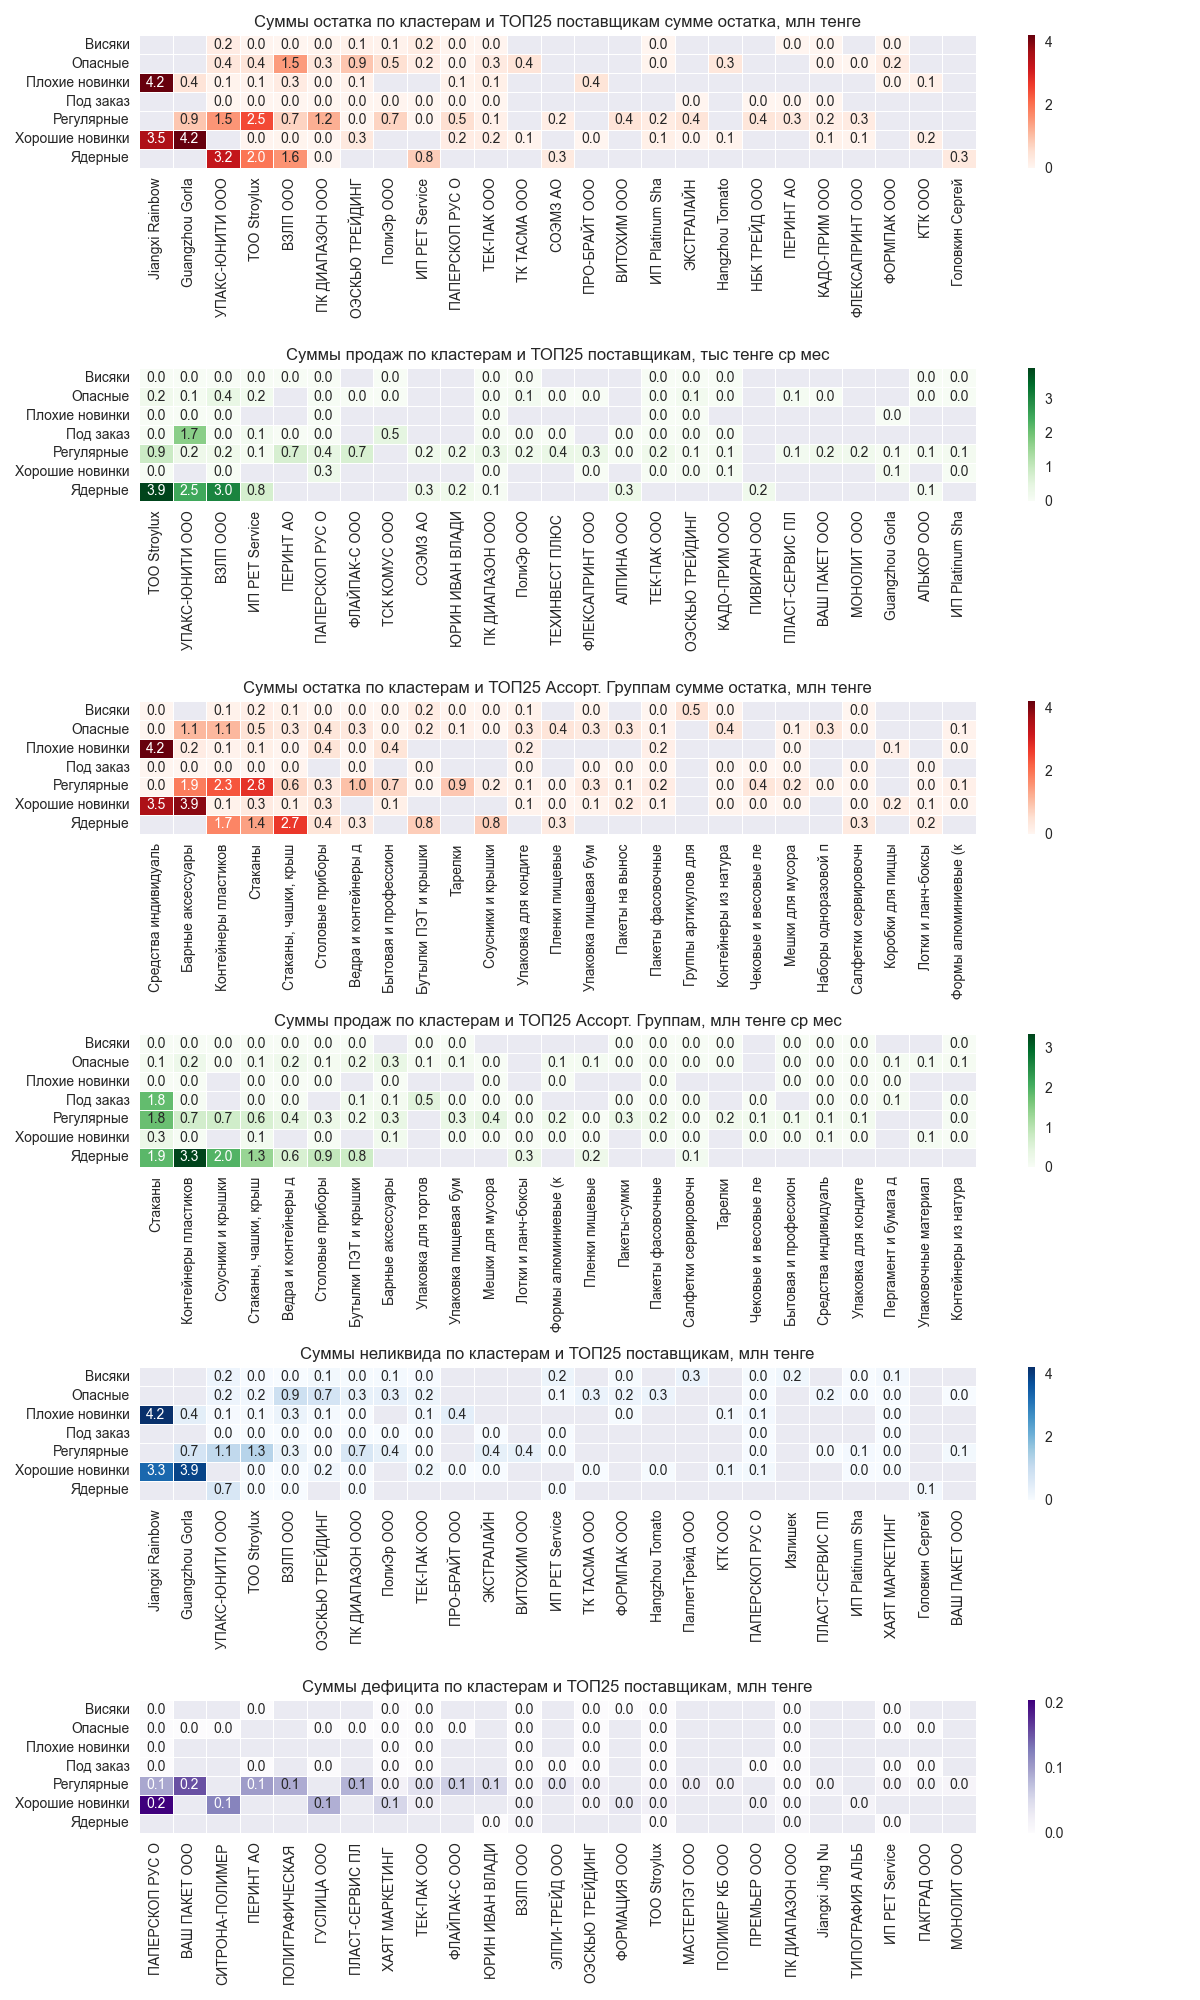 Суммы остатка по кластерам и ТОП25 поставщикам сумме остатка, млн тенге
Висяки 0.2 0.0 0.0 0.0 0.1 0.1 0.2 0.0 0.0 0.0 0.0 0.0 0.0
Опасные 0.4 0.4 1.5 0.3 0.9 0.5 0.2 0.0 0.3 0.4 0.0 0.3 0.0 0.0 0.2
Плохие новинки 4.2 0.4 0.1 0.1 0.3 0.0 0.1 0.1 0.1 0.4 0.0 0.1
Под заказ 0.0 0.0 0.0 0.0 0.0 0.0 0.0 0.0 0.0 0.0 0.0 0.0 0.0
Регулярные 0.9 1.5 2.5 0.7 1.2 0.0 0.7 0.0 0.5 0.1 0.2 0.4 0.2 0.4 0.4 0.3 0.2 0.3
Хорошие новинки 3.5 4.2 0.0 0.0 0.0 0.3 0.2 0.2 0.1 0.0 0.1 0.0 0.1 0.1 0.1 0.2
Ядерные 3.2 2.0 1.6 0.0 0.8 0.3 0.3
4
2
0
Jiangxi Rainbow
Guangzhou Gorla
УПАКС-ЮНИТИ ООО
ТОО Stroylux
ВЗЛП ООО
ПК ДИАПАЗОН ООО
ОЭСКЬЮ ТРЕЙДИНГ
ПолиЭр ООО
ИП PET Service
ПАПЕРСКОП РУС О
ТЕК-ПАК ООО
ТК ТАСМА ООО
СОЭМЗ АО
ПРО-БРАЙТ ООО
ВИТОХИМ ООО
ИП Platinum Sha
ЭКСТРАЛАЙН
Hangzhou Tomato
НБК ТРЕЙД ООО
ПЕРИНТ АО
КАДО-ПРИМ ООО
ФЛЕКСАПРИНТ ООО
ФОРМПАК ООО
КТК ООО
Головкин Сергей
Суммы продаж по кластерам и ТОП25 поставщикам, тыс тенге ср мес
Висяки 0.0 0.0 0.0 0.0 0.0 0.0 0.0 0.0 0.0 0.0 0.0 0.0 0.0 0.0
Опасные 0.2 0.1 0.4 0.2 0.0 0.0 0.0 0.0 0.1 0.0 0.0 0.0 0.1 0.0 0.1 0.0 0.0 0.0
Плохие новинки 0.0 0.0 0.0 0.0 0.0 0.0 0.0 0.0
Под заказ 0.0 1.7 0.0 0.1 0.0 0.0 0.5 0.0 0.0 0.0 0.0 0.0 0.0 0.0
Регулярные 0.9 0.2 0.2 0.1 0.7 0.4 0.7 0.2 0.2 0.3 0.2 0.4 0.3 0.0 0.2 0.1 0.1 0.1 0.2 0.2 0.1 0.1 0.1
Хорошие новинки 0.0 0.0 0.3 0.0 0.0 0.0 0.0 0.1 0.1 0.0
Ядерные 3.9 2.5 3.0 0.8 0.3 0.2 0.1 0.3 0.2 0.1
3
2
1
0
ТОО Stroylux
УПАКС-ЮНИТИ ООО
ВЗЛП ООО
ИП PET Service
ПЕРИНТ АО
ПАПЕРСКОП РУС О
ФЛАЙПАК-С ООО
ТСК КОМУС ООО
СОЭМЗ АО
ЮРИН ИВАН ВЛАДИ
ПК ДИАПАЗОН ООО
ПолиЭр ООО
ТЕХИНВЕСТ ПЛЮС
ФЛЕКСАПРИНТ ООО
АЛПИНА ООО
ТЕК-ПАК ООО
ОЭСКЬЮ ТРЕЙДИНГ
КАДО-ПРИМ ООО
ПИВИРАН ООО
ПЛАСТ-СЕРВИС ПЛ
ВАШ ПАКЕТ ООО
МОНОЛИТ ООО
Guangzhou Gorla
АЛЬКОР ООО
ИП Platinum Sha
Суммы остатка по кластерам и ТОП25 Ассорт. Группам сумме остатка, млн тенге
Висяки 0.0 0.1 0.2 0.1 0.0 0.0 0.0 0.2 0.0 0.0 0.1 0.0 0.0 0.5 0.0 0.0
Опасные 0.0 1.1 1.1 0.5 0.3 0.4 0.3 0.0 0.2 0.1 0.0 0.3 0.4 0.3 0.3 0.1 0.4 0.1 0.3 0.0 0.1
Плохие новинки 4.2 0.2 0.1 0.1 0.0 0.4 0.0 0.4 0.2 0.2 0.0 0.1 0.0
Под заказ 0.0 0.0 0.0 0.0 0.0 0.0 0.0 0.0 0.0 0.0 0.0 0.0 0.0 0.0 0.0 0.0 0.0
Регулярные 0.0 1.9 2.3 2.8 0.6 0.3 1.0 0.7 0.0 0.9 0.2 0.1 0.0 0.3 0.1 0.2 0.0 0.4 0.2 0.0 0.0 0.0 0.1
Хорошие новинки 3.5 3.9 0.1 0.3 0.1 0.3 0.1 0.1 0.0 0.1 0.2 0.1 0.0 0.0 0.0 0.0 0.2 0.1 0.0
Ядерные 1.7 1.4 2.7 0.4 0.3 0.8 0.8 0.3 0.3 0.2
4
2
0
Средства индивидуаль
Барные аксессуары
Контейнеры пластиков
Стаканы
Стаканы, чашки, крыш
Столовые приборы
Ведра и контейнеры д
Бытовая и профессион
Бутылки ПЭТ и крышки
Тарелки
Соусники и крышки
Упаковка для кондите
Пленки пищевые
Упаковка пищевая бум
Пакеты на вынос
Пакеты фасовочные
Группы артикулов для
Контейнеры из натура
Чековые и весовые ле
Мешки для мусора
Наборы одноразовой п
Салфетки сервировочн
Коробки для пиццы
Лотки и ланч-боксы
Формы алюминиевые (к
Суммы продаж по кластерам и ТОП25 Ассорт. Группам, млн тенге ср мес
Висяки 0.0 0.0 0.0 0.0 0.0 0.0 0.0 0.0 0.0 0.0 0.0 0.0 0.0 0.0 0.0 0.0 0.0 0.0
Опасные 0.1 0.2 0.0 0.1 0.2 0.1 0.2 0.3 0.1 0.1 0.0 0.1 0.1 0.0 0.0 0.0 0.0 0.0 0.0 0.0 0.1 0.1 0.1
Плохие новинки 0.0 0.0 0.0 0.0 0.0 0.0 0.0 0.0 0.0 0.0 0.0 0.0 0.0
Под заказ 1.8 0.0 0.0 0.0 0.1 0.1 0.5 0.0 0.0 0.0 0.0 0.0 0.0 0.0 0.0 0.0 0.1 0.0
Регулярные 1.8 0.7 0.7 0.6 0.4 0.3 0.2 0.3 0.3 0.4 0.0 0.2 0.0 0.3 0.2 0.0 0.2 0.1 0.1 0.1 0.1 0.0
Хорошие новинки 0.3 0.0 0.1 0.0 0.1 0.0 0.0 0.0 0.0 0.0 0.0 0.0 0.0 0.0 0.1 0.0 0.1 0.0
Ядерные 1.9 3.3 2.0 1.3 0.6 0.9 0.8 0.3 0.2 0.1
3
2
1
0
Стаканы
Контейнеры пластиков
Соусники и крышки
Стаканы, чашки, крыш
Ведра и контейнеры д
Столовые приборы
Бутылки ПЭТ и крышки
Барные аксессуары
Упаковка для тортов
Упаковка пищевая бум
Мешки для мусора
Лотки и ланч-боксы
Формы алюминиевые (к
Пленки пищевые
Пакеты-сумки
Пакеты фасовочные
Салфетки сервировочн
Тарелки
Чековые и весовые ле
Бытовая и профессион
Средства индивидуаль
Упаковка для кондите
Пергамент и бумага д
Упаковочные материал
Контейнеры из натура
Суммы неликвида по кластерам и ТОП25 поставщикам, млн тенге
Висяки 0.2 0.0 0.0 0.1 0.0 0.1 0.0 0.2 0.0 0.3 0.0 0.2 0.0 0.1
Опасные 0.2 0.2 0.9 0.7 0.3 0.3 0.2 0.1 0.3 0.2 0.3 0.0 0.2 0.0 0.0 0.0
Плохие новинки 4.2 0.4 0.1 0.1 0.3 0.1 0.0 0.1 0.4 0.0 0.1 0.1 0.0
Под заказ 0.0 0.0 0.0 0.0 0.0 0.0 0.0 0.0 0.0 0.0 0.0 0.0
Регулярные 0.7 1.1 1.3 0.3 0.0 0.7 0.4 0.0 0.4 0.4 0.0 0.0 0.0 0.1 0.0 0.1
Хорошие новинки 3.3 3.9 0.0 0.0 0.2 0.0 0.2 0.0 0.0 0.0 0.0 0.1 0.1 0.0 0.0
Ядерные 0.7 0.0 0.0 0.0 0.0 0.1
4
3
2
1
0
Jiangxi Rainbow
Guangzhou Gorla
УПАКС-ЮНИТИ ООО
ТОО Stroylux
ВЗЛП ООО
ОЭСКЬЮ ТРЕЙДИНГ
ПК ДИАПАЗОН ООО
ПолиЭр ООО
ТЕК-ПАК ООО
ПРО-БРАЙТ ООО
ЭКСТРАЛАЙН
ВИТОХИМ ООО
ИП PET Service
ТК ТАСМА ООО
ФОРМПАК ООО
Hangzhou Tomato
ПаллетТрейд ООО
КТК ООО
ПАПЕРСКОП РУС О
Излишек
ПЛАСТ-СЕРВИС ПЛ
ИП Platinum Sha
ХАЯТ МАРКЕТИНГ
Головкин Сергей
ВАШ ПАКЕТ ООО
Суммы дефицита по кластерам и ТОП25 поставщикам, млн тенге
Висяки 0.0 0.0 0.0 0.0 0.0 0.0 0.0 0.0 0.0 0.0
Опасные 0.0 0.0 0.0 0.0 0.0 0.0 0.0 0.0 0.0 0.0 0.0 0.0 0.0 0.0
Плохие новинки 0.0 0.0 0.0 0.0 0.0 0.0 0.0
Под заказ 0.0 0.0 0.0 0.0 0.0 0.0 0.0 0.0 0.0 0.0 0.0 0.0 0.0
Регулярные 0.1 0.2 0.1 0.1 0.1 0.0 0.0 0.1 0.1 0.0 0.0 0.0 0.0 0.0 0.0 0.0 0.0 0.0 0.0
Хорошие новинки 0.2 0.1 0.1 0.1 0.0 0.0 0.0 0.0 0.0 0.0 0.0 0.0
Ядерные 0.0 0.0 0.0 0.0 0.0
0.2
0.1
0.0
ПАПЕРСКОП РУС О
ВАШ ПАКЕТ ООО
СИТРОНА-ПОЛИМЕР
ПЕРИНТ АО
ПОЛИГРАФИЧЕСКАЯ
ГУСЛИЦА ООО
ПЛАСТ-СЕРВИС ПЛ
ХАЯТ МАРКЕТИНГ
ТЕК-ПАК ООО
ФЛАЙПАК-С ООО
ЮРИН ИВАН ВЛАДИ
ВЗЛП ООО
ЭЛПИ-ТРЕЙД ООО
ОЭСКЬЮ ТРЕЙДИНГ
ФОРМАЦИЯ ООО
ТОО Stroylux
МАСТЕРПЭТ ООО
ПОЛИМЕР КБ ООО
ПРЕМЬЕР ООО
ПК ДИАПАЗОН ООО
Jiangxi Jing Nu
ТИПОГРАФИЯ АЛЬБ
ИП PET Service
ПАКГРАД ООО
МОНОЛИТ ООО